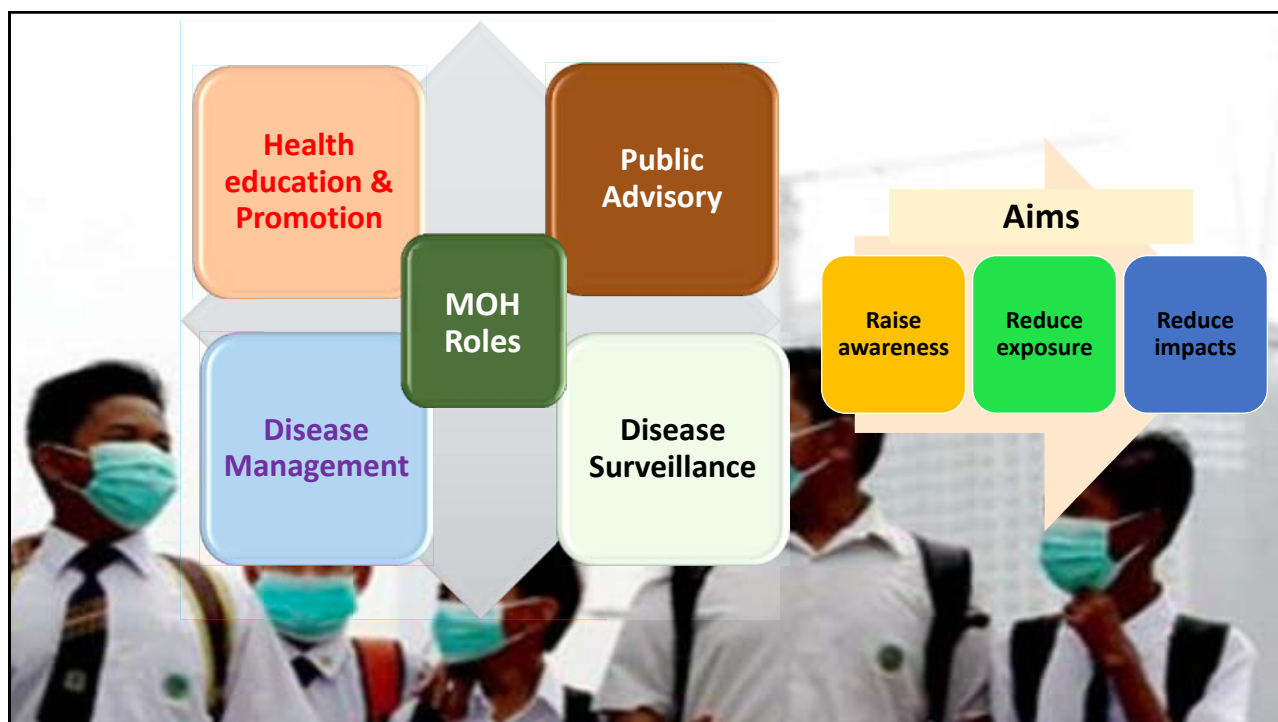 Health
education &
Promotion
Public
Advisory
MOH
Roles
Disease
Management
Disease
Surveillance
Aims
Raise
awareness
Reduce
exposure
Reduce
impacts